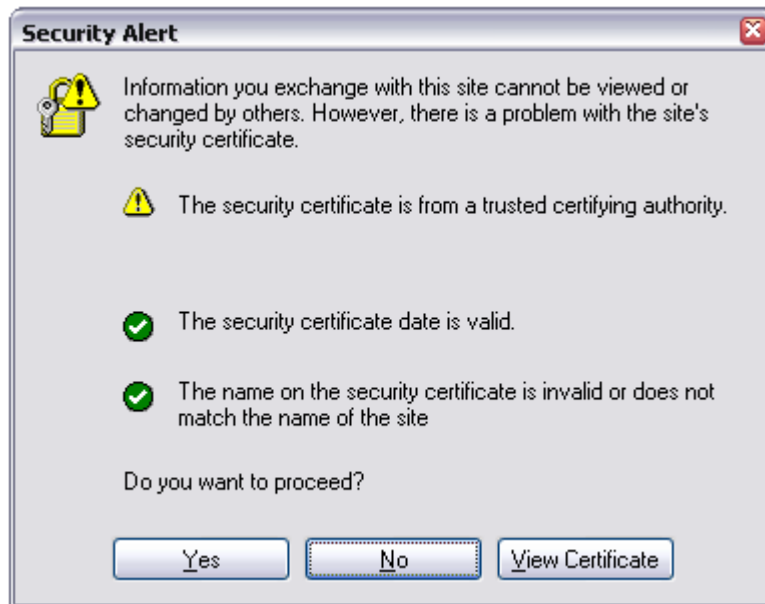 Security Alert
Information you exchange with this site cannot be viewed or
changed by others. However, there is a problem with the site's
security certificate.
The security certificate is from a trusted certifying authority.
The security certificate date is valid.
The name on the security certificate is invalid or does not
match the name of the site
Do you want to proceed?
Yes
No
View Certificate